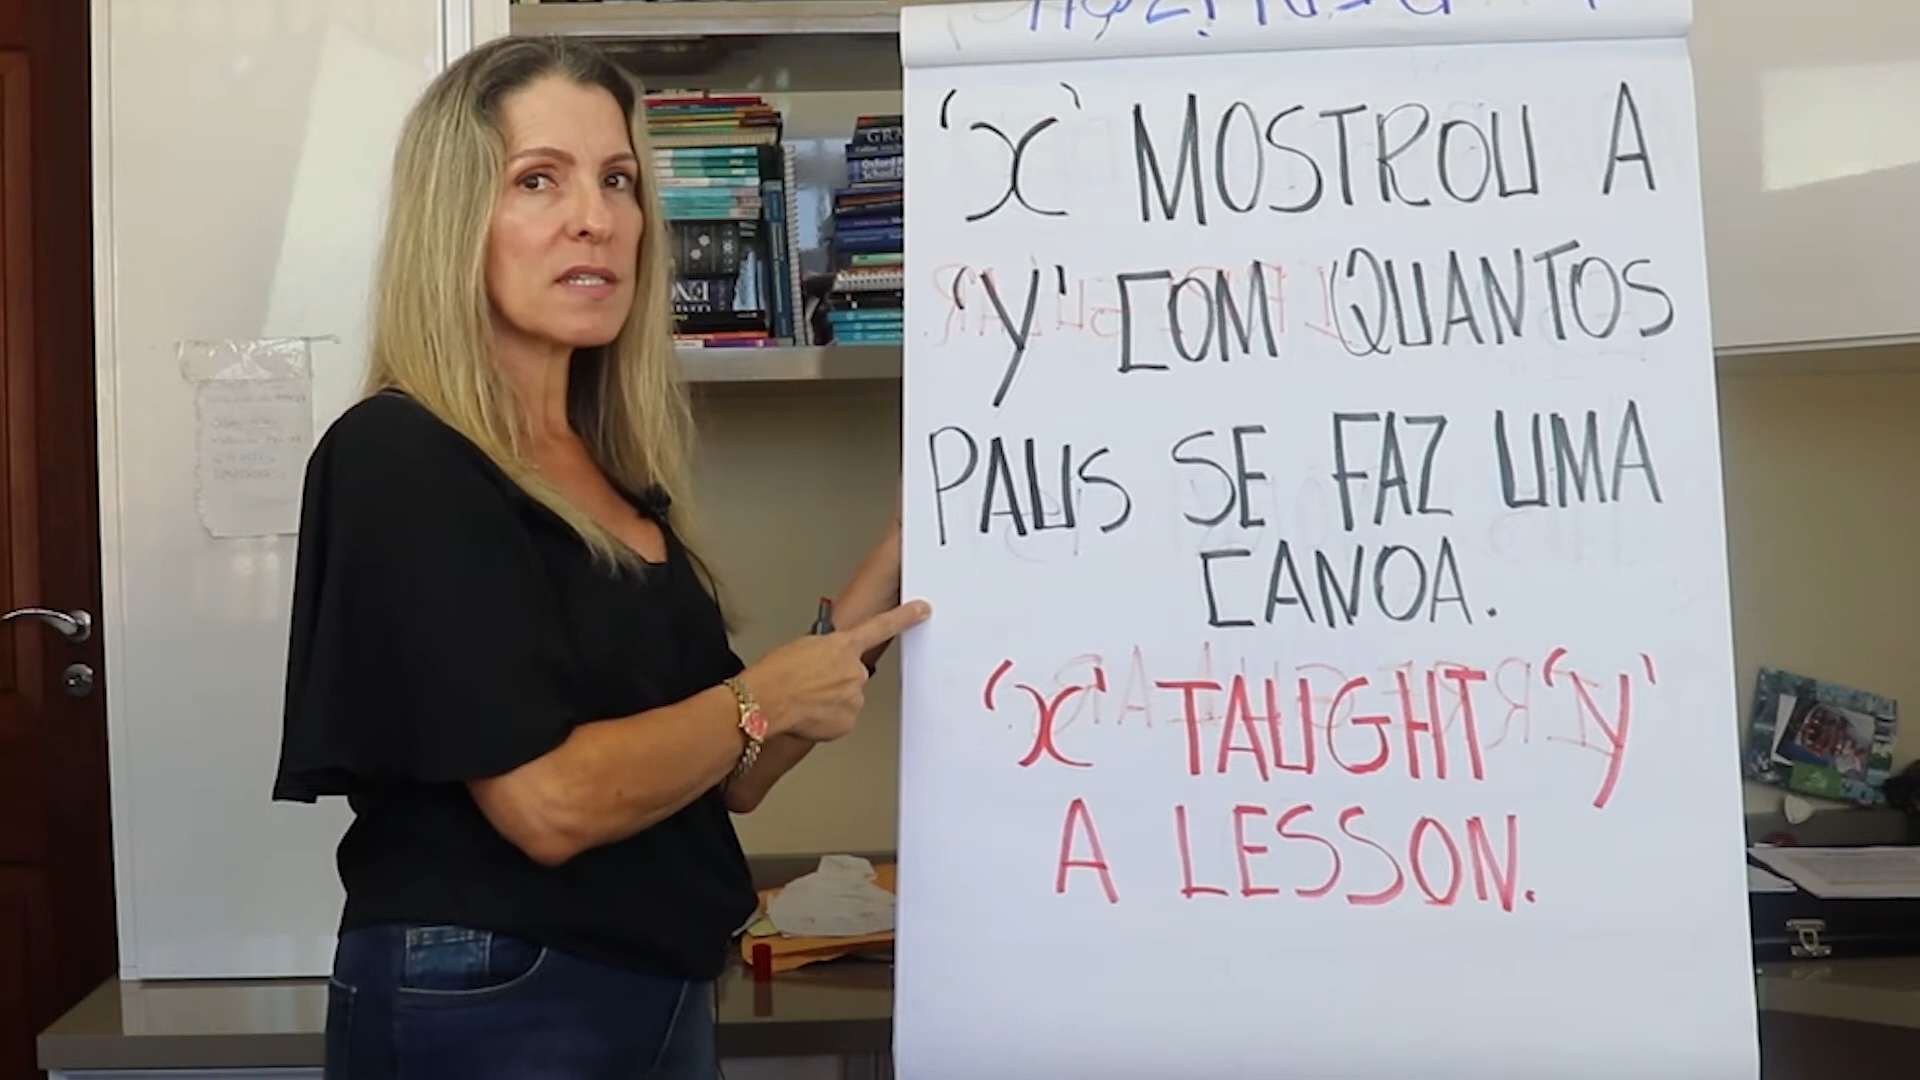 'x' MOSTROU A
'y' COM QUANTOS
PAUS SE FAZ UMA
CANOA.
'x' TAUGHT 'y'
A LESSON.